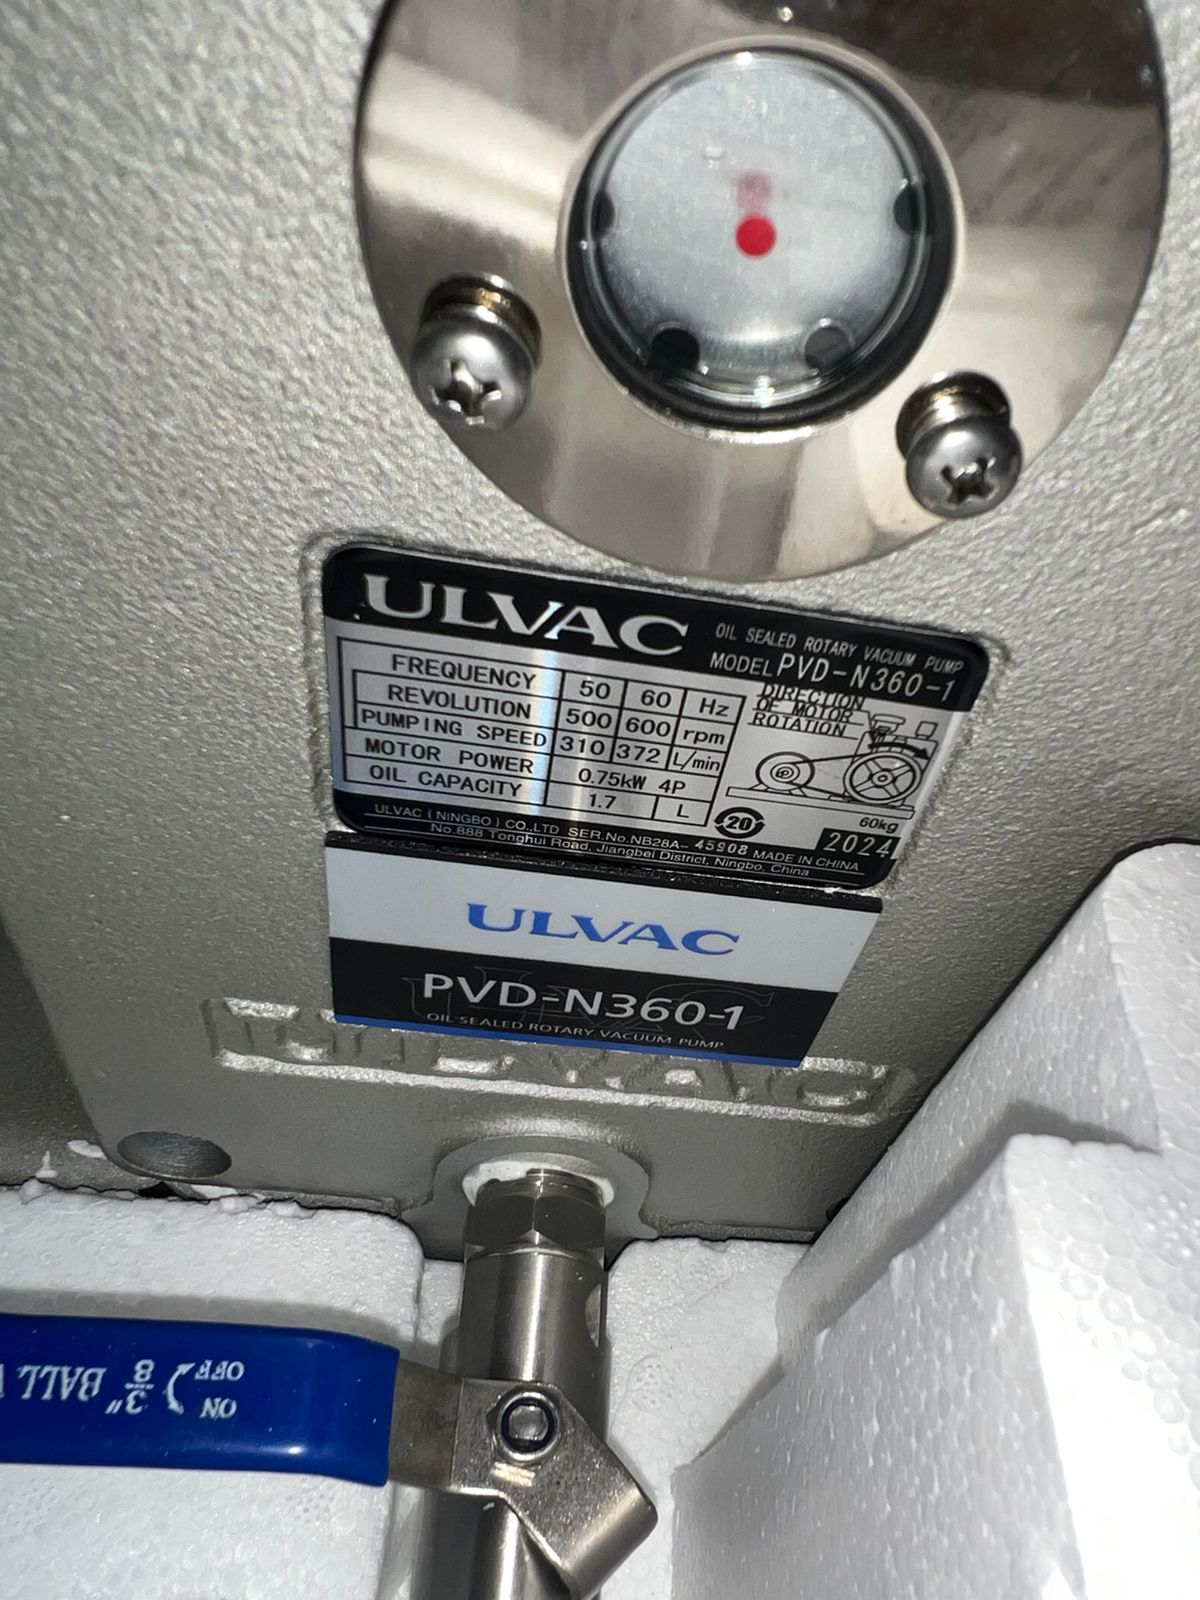 ULVAC
OIL SEALED ROTARY VACUUM PUMP
MODEL PVD-N360-1
FREQUENCY 50 60 Hz
REVOLUTION 500 600 rpm
PUMPING SPEED 310 372 L/min
MOTOR POWER 0.75kW 4P
OIL CAPACITY 1.7 L
DIRECTION
OF MOTOR
ROTATION
60kg
20
2024
ULVAC (NINGBO) CO.,LTD SER.No.NB28A-45908 MADE IN CHINA
No.888 Tonghui Road, Jiangbei District, Ningbo, China
ULVAC
PVD-N360-1
OIL SEALED ROTARY VACUUM PUMP
ULVAC
ON
OFF
3/8" BALL